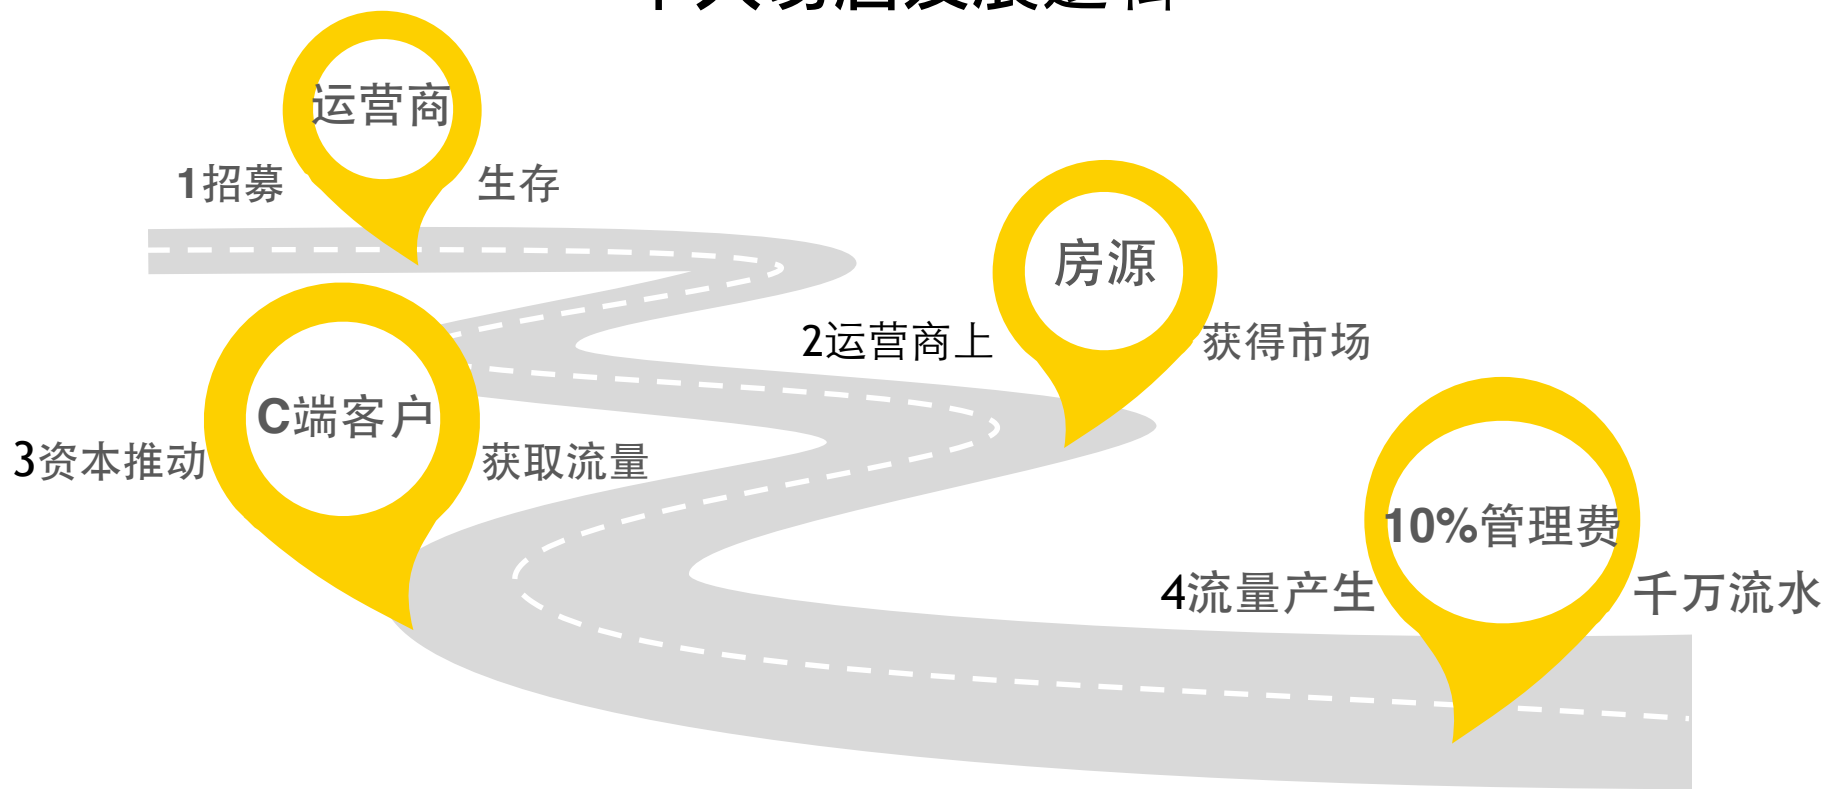 运营商
1招募
生存
房源
2运营商上
获得市场
C端客户
3资本推动
获取流量
10%管理费
4流量产生
千万流水